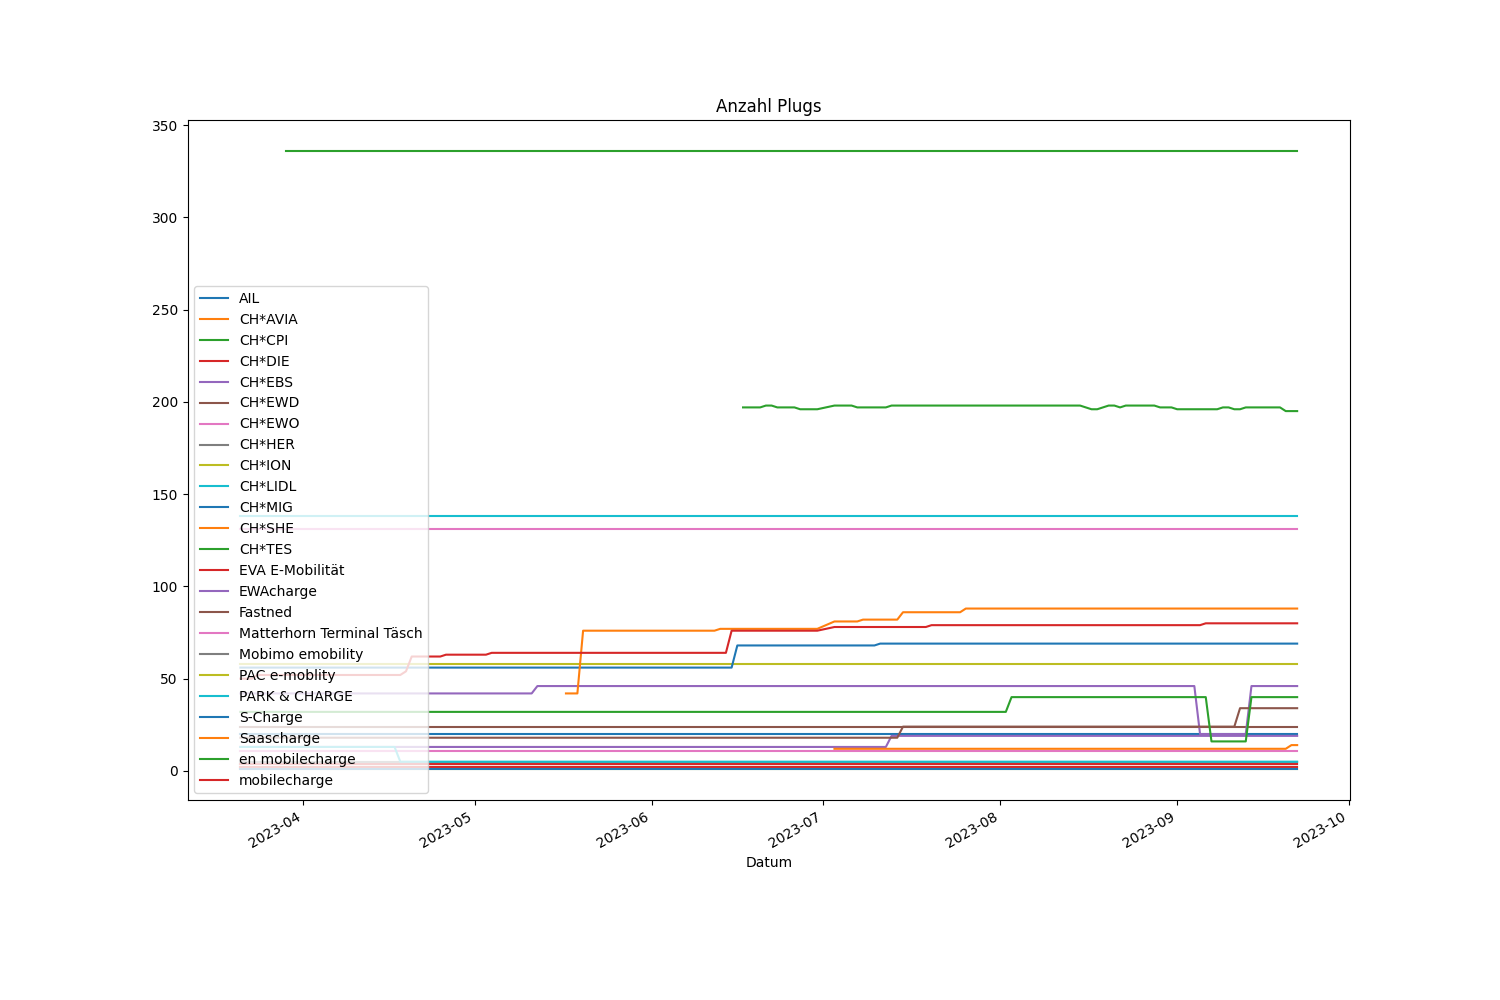 Anzahl Plugs
350
300
250
200
150
100
50
0
AIL
CH*AVIA
CH*CPI
CH*DIE
CH*EBS
CH*EWD
CH*EWO
CH*HER
CH*ION
CH*LIDL
CH*MIG
CH*SHE
CH*TES
EVA E-Mobilität
EWAcharge
Fastned
Matterhorn Terminal Täsch
Mobimo emobility
PAC e-moblity
PARK & CHARGE
S-Charge
Saascharge
en mobilecharge
mobilecharge
2023-04
2023-05
2023-06
2023-07
2023-08
2023-09
2023-10
Datum